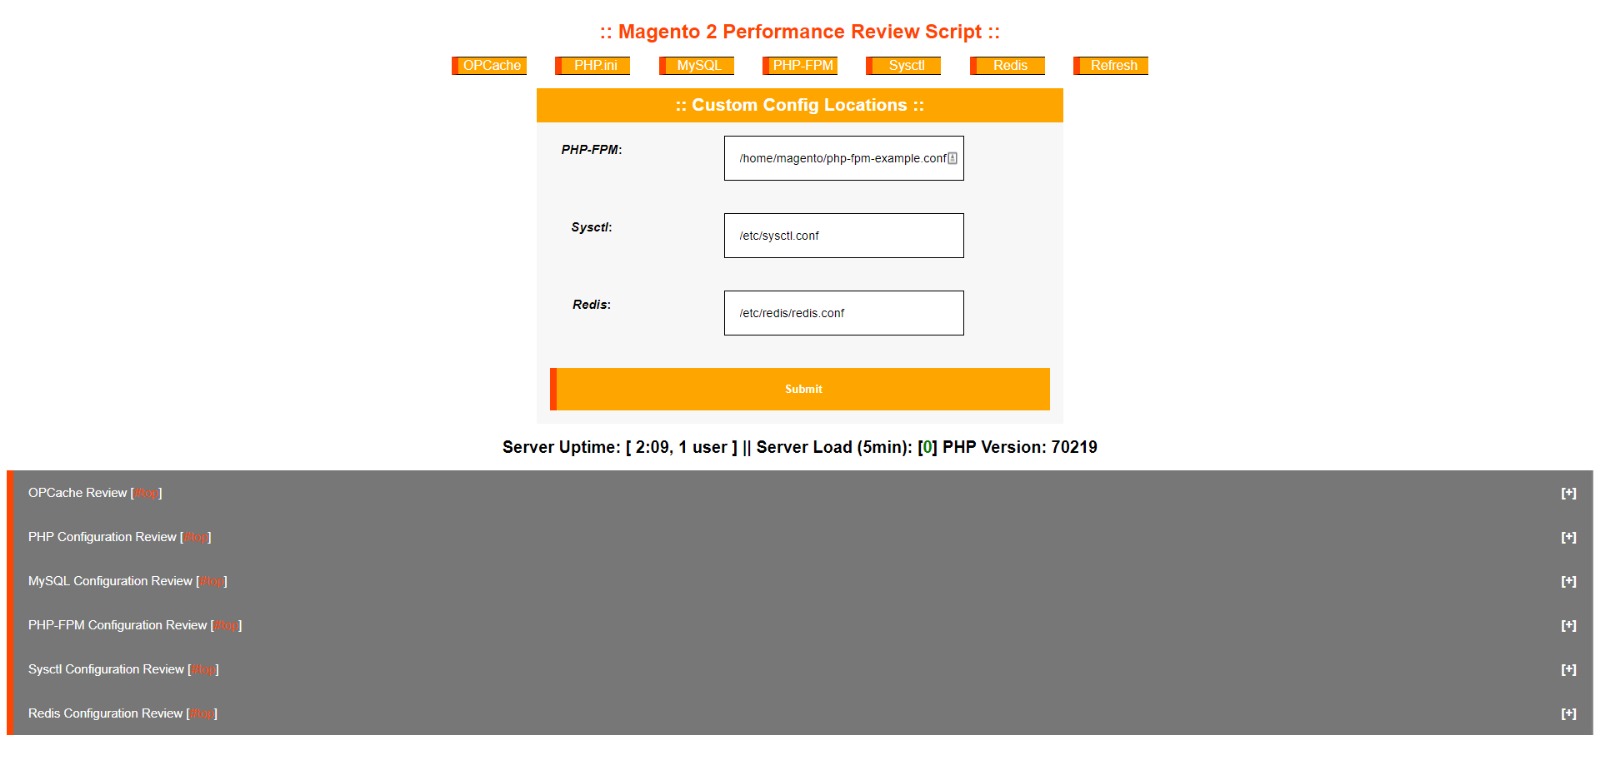 :: Magento 2 Performance Review Script ::
OPCache PHP.ini MySQL PHP-FPM Sysctl Redis Refresh
:: Custom Config Locations ::
PHP-FPM: /home/magento/php-fpm-example.conf
Sysctl: /etc/sysctl.conf
Redis: /etc/redis/redis.conf
Submit
Server Uptime: [ 2:09, 1 user ] || Server Load (5min): [0] PHP Version: 70219
OPCache Review [#top] [+]
PHP Configuration Review [#top] [+]
MySQL Configuration Review [#top] [+]
PHP-FPM Configuration Review [#top] [+]
Sysctl Configuration Review [#top] [+]
Redis Configuration Review [#top] [+]